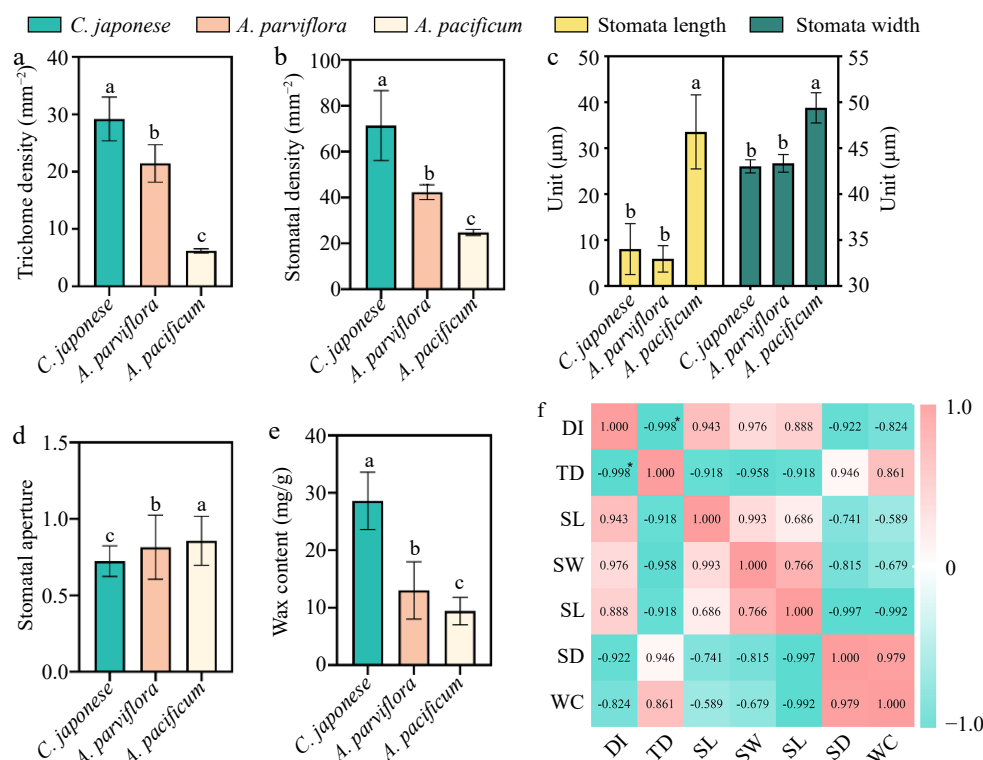 C. japonese A. parviflora A. pacificum Stomata length Stomata width
a
Trichome density (mm⁻²)
40
30
20
10
0
a
b
c
C. japonese
A. parviflora
A. pacificum
b
Stomatal density (mm⁻²)
100
80
60
40
20
0
a
b
c
C. japonese
A. parviflora
A. pacificum
c
Unit (μm)
50
40
30
20
10
0
b
b
a
b
b
a
55
50
45
40
35
30
Unit (μm)
C. japonese
A. parviflora
A. pacificum
C. japonese
A. parviflora
A. pacificum
d
Stomatal aperture
1.5
1.0
0.5
0.0
c
b
a
C. japonese
A. parviflora
A. pacificum
e
Wax content (mg/g)
40
30
20
10
0
a
b
c
C. japonese
A. parviflora
A. pacificum
f
DI 1.000 -0.998* 0.943 0.976 0.888 -0.922 -0.824
TD -0.998* 1.000 -0.918 -0.958 -0.918 0.946 0.861
SL 0.943 -0.918 1.000 0.993 0.686 -0.741 -0.589
SW 0.976 -0.958 0.993 1.000 0.766 -0.815 -0.679
SL 0.888 -0.918 0.686 0.766 1.000 -0.997 -0.992
SD -0.922 0.946 -0.741 -0.815 -0.997 1.000 0.979
WC -0.824 0.861 -0.589 -0.679 -0.992 0.979 1.000
DI TD SL SW SL SD WC
1.0
0
−1.0